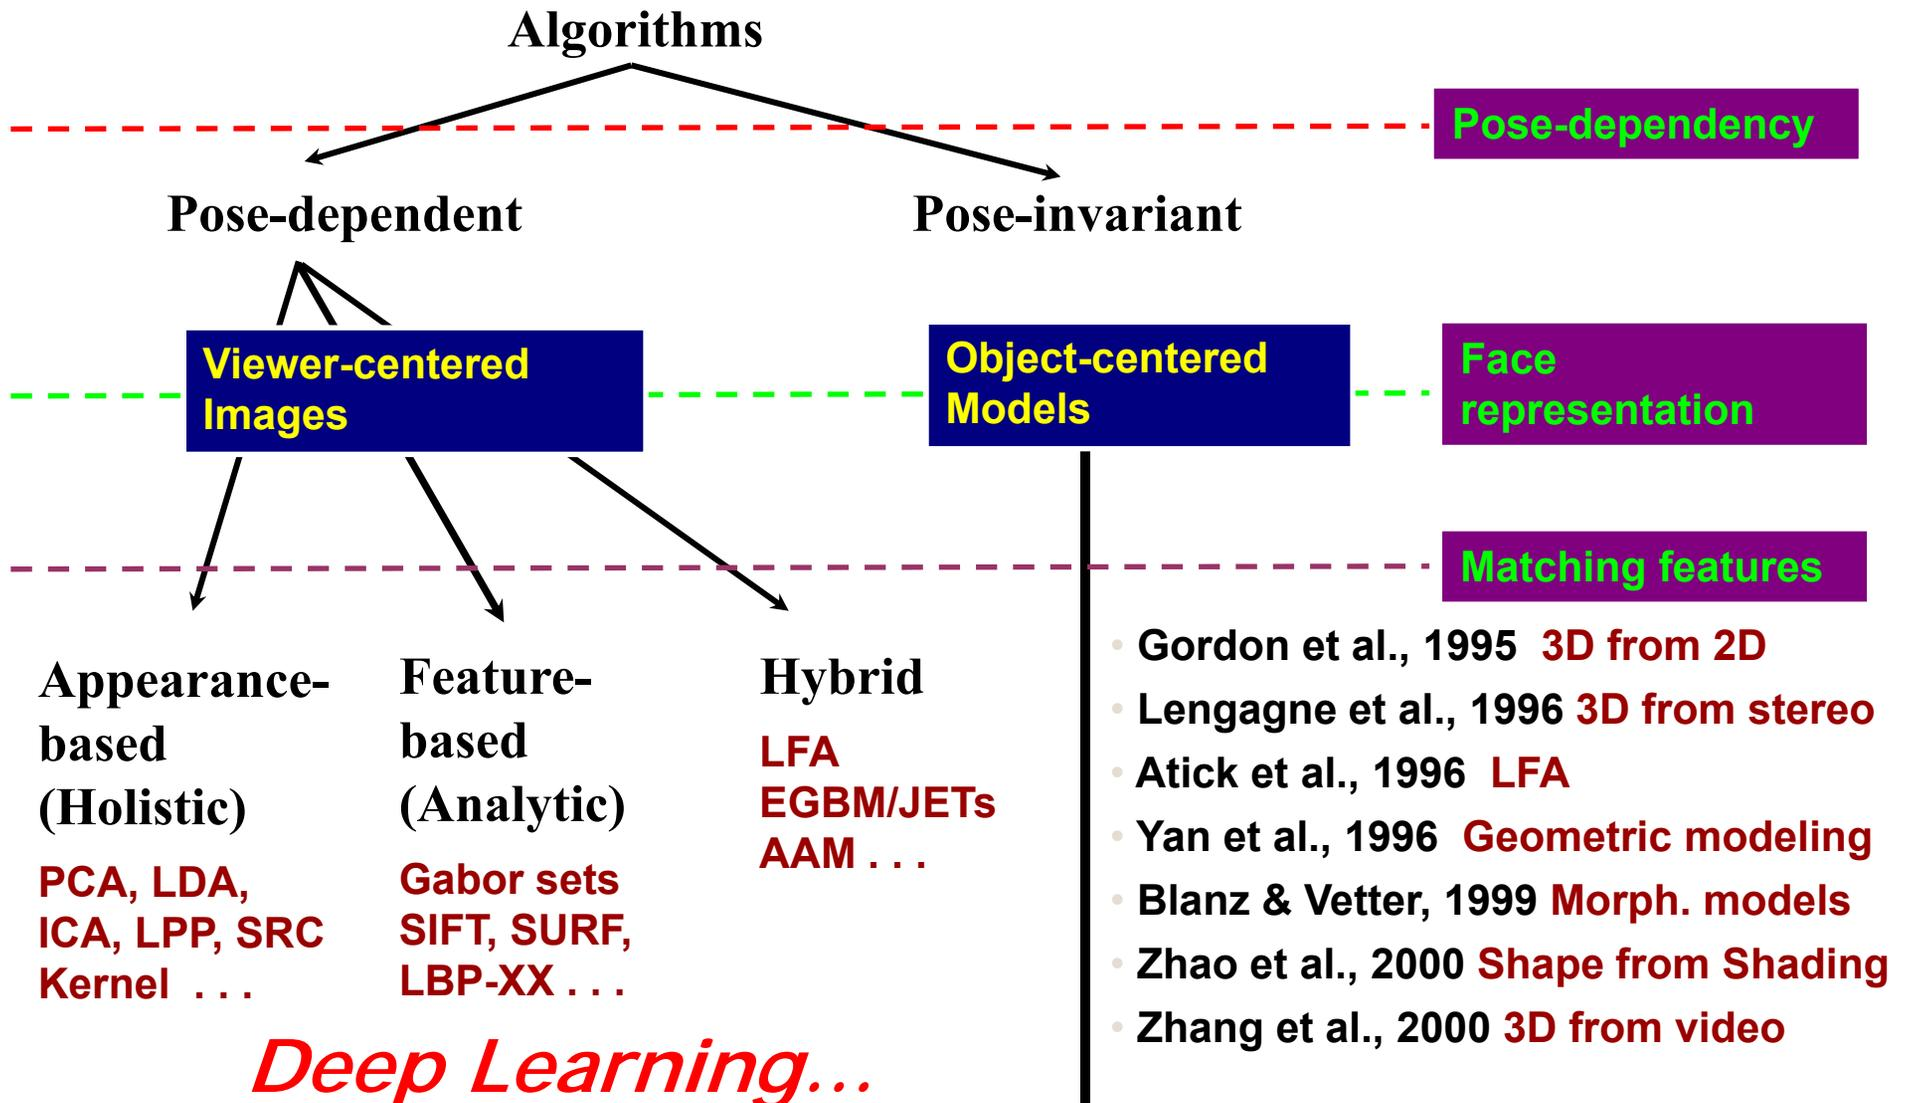 Algorithms
Pose-dependency
Pose-dependent
Pose-invariant
Viewer-centered
Images
Object-centered
Models
Face
representation
Matching features
Appearance-
based
(Holistic)
PCA, LDA,
ICA, LPP, SRC
Kernel . . .
Feature-
based
(Analytic)
Gabor sets
SIFT, SURF,
LBP-XX . . .
Hybrid
LFA
EGBM/JETs
AAM . . .
• Gordon et al., 1995 3D from 2D
• Lengagne et al., 1996 3D from stereo
• Atick et al., 1996 LFA
• Yan et al., 1996 Geometric modeling
• Blanz & Vetter, 1999 Morph. models
• Zhao et al., 2000 Shape from Shading
• Zhang et al., 2000 3D from video
Deep Learning...